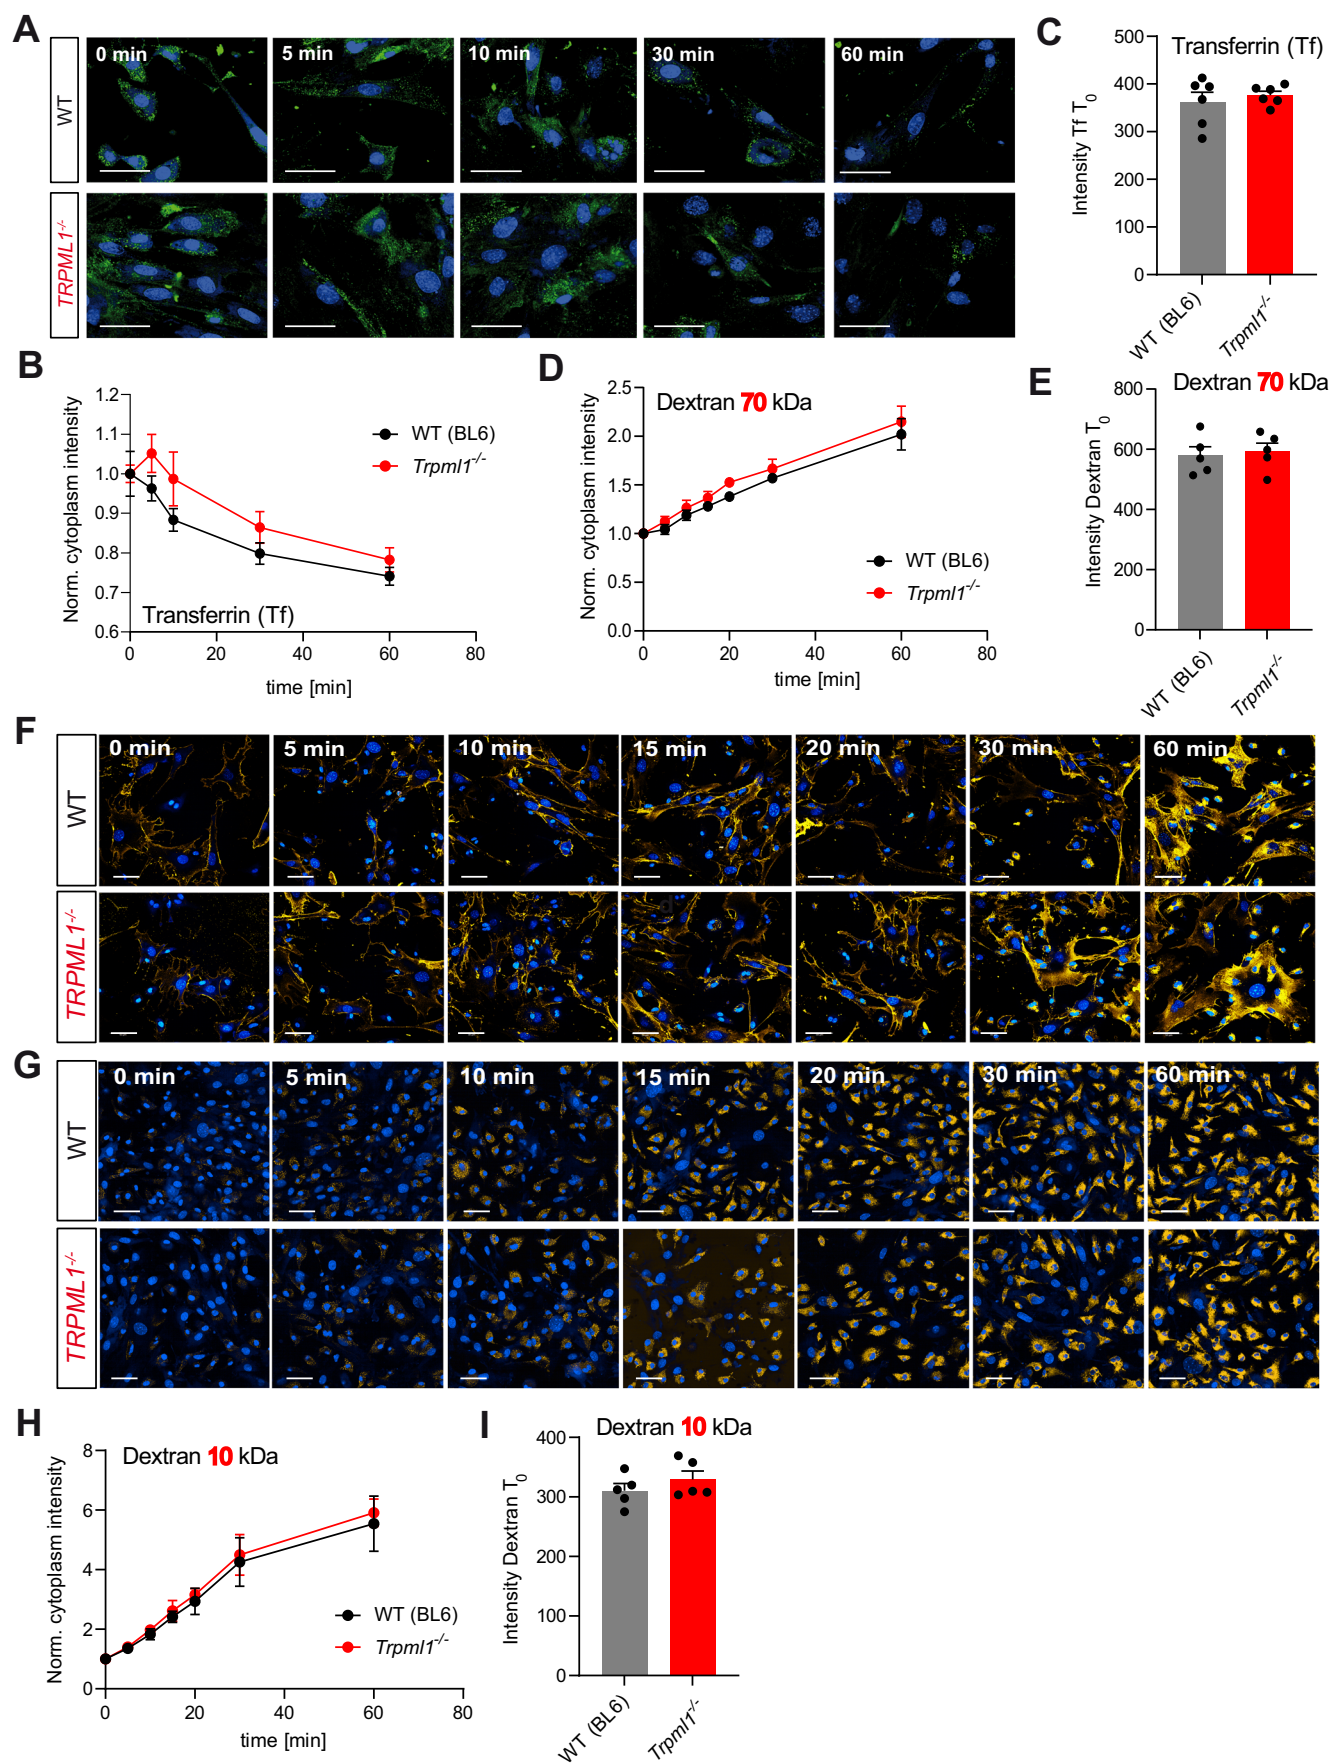 A
0 min
5 min
10 min
30 min
60 min
WT
TRPML1-/-
C
Transferrin (Tf)
500
400
300
200
100
0
Intensity Tf T0
WT (BL6)
Trpml1-/-
B
1.2
1.1
1.0
0.9
0.8
0.7
0.6
Norm. cytoplasm intensity
WT (BL6)
Trpml1-/-
Transferrin (Tf)
0
20
40
60
80
time [min]
D
Dextran 70 kDa
2.5
2.0
1.5
1.0
0.5
0.0
Norm. cytoplasm intensity
WT (BL6)
Trpml1-/-
0
20
40
60
80
time [min]
E
Dextran 70 kDa
800
600
400
200
0
Intensity Dextran T0
WT (BL6)
Trpml1-/-
F
0 min
5 min
10 min
15 min
20 min
30 min
60 min
WT
TRPML1-/-
G
0 min
5 min
10 min
15 min
20 min
30 min
60 min
WT
TRPML1-/-
H
Dextran 10 kDa
8
6
4
2
0
Norm. cytoplasm intensity
WT (BL6)
Trpml1-/-
0
20
40
60
80
time [min]
I
Dextran 10 kDa
400
300
200
100
0
Intensity Dextran T0
WT (BL6)
Trpml1-/-